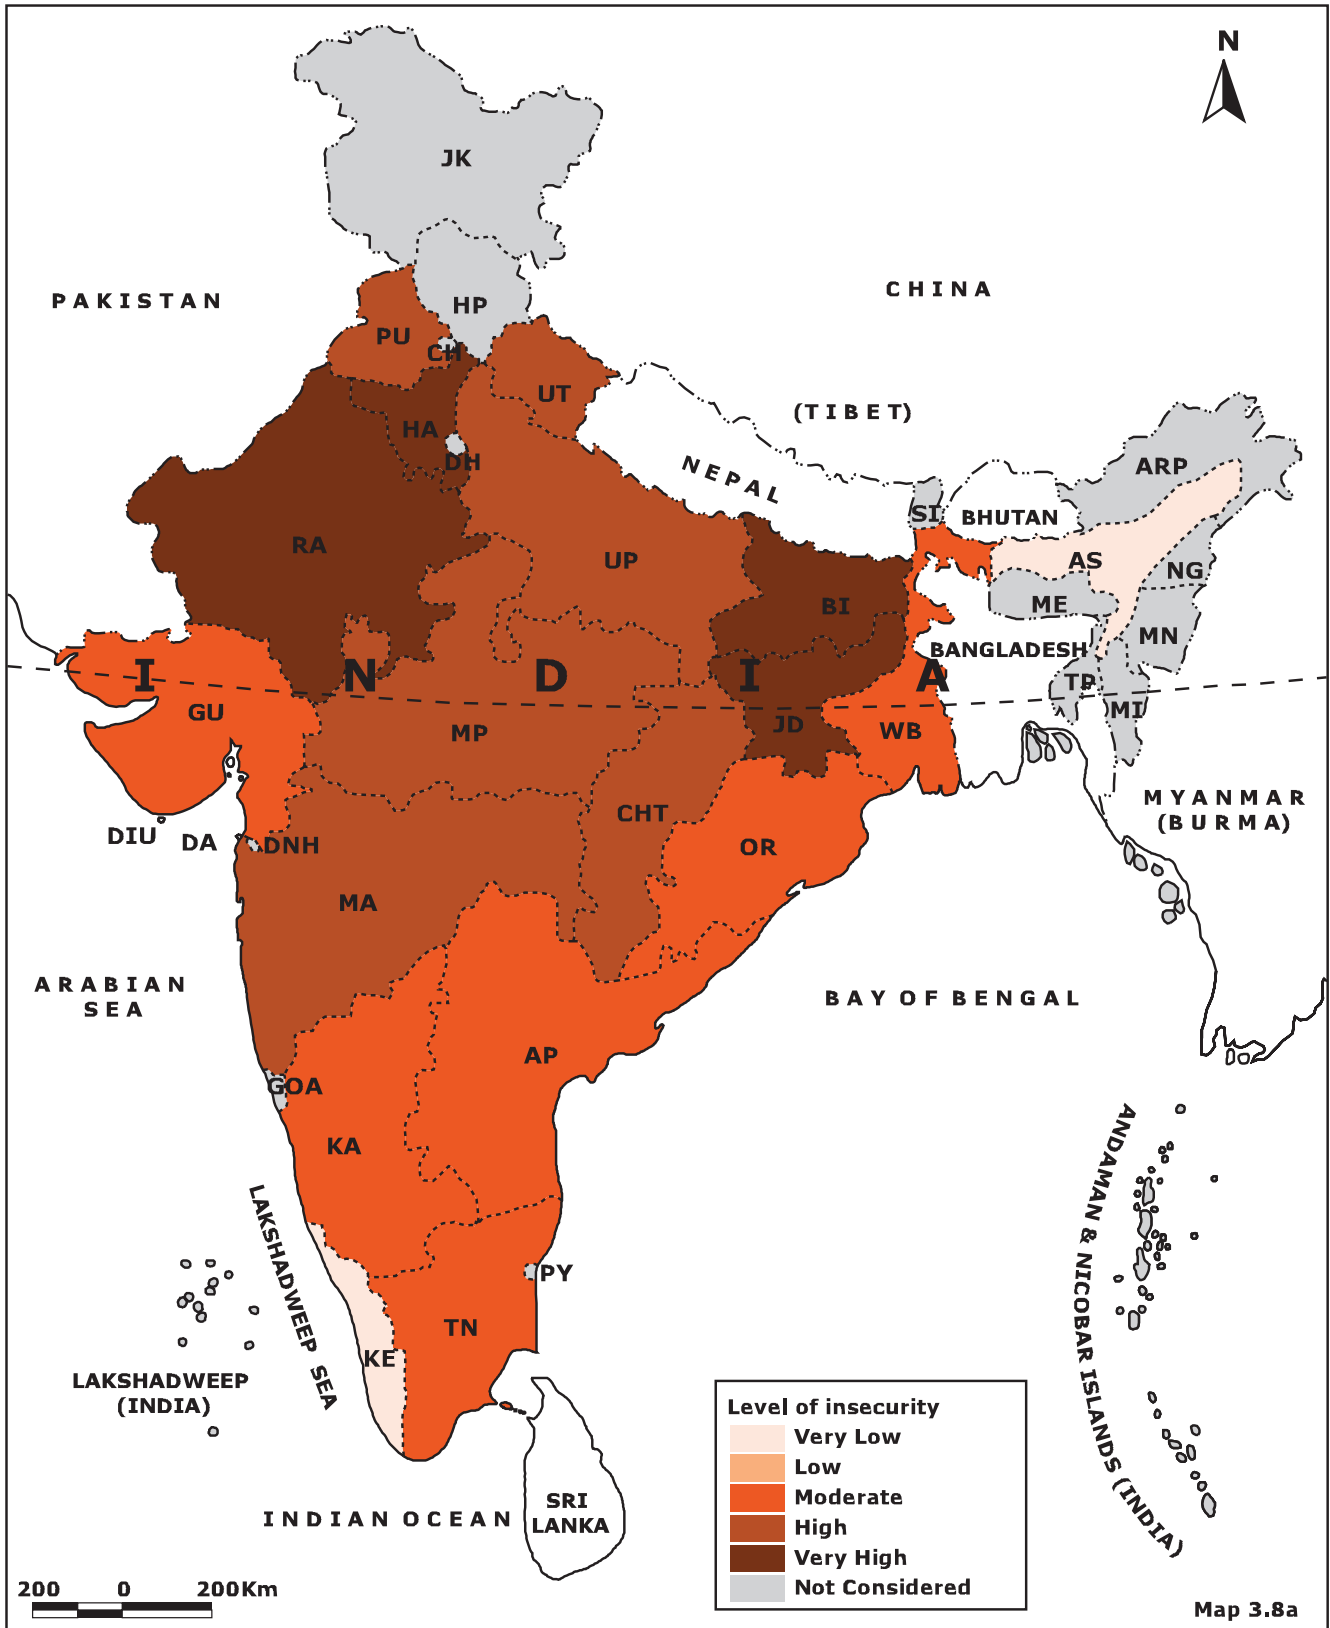 N
JK
PAKISTAN
HP
CHINA
PU
CH
UT
(TIBET)
HA
DH
NEPAL
ARP
SI
BHUTAN
RA
UP
AS
NG
BI
ME
MN
BANGLADESH
I N D I A
TP
GU
MP
JD
WB
MI
CHT
MYANMAR
(BURMA)
DIU
DA
DNH
OR
MA
ARABIAN
SEA
BAY OF BENGAL
AP
GOA
KA
ANDAMAN & NICOBAR ISLANDS (INDIA)
LAKSHADWEEP SEA
PY
TN
KE
LAKSHADWEEP
(INDIA)
Level of insecurity
Very Low
Low
Moderate
High
Very High
Not Considered
SRI
LANKA
INDIAN OCEAN
200 0 200Km
Map 3.8a